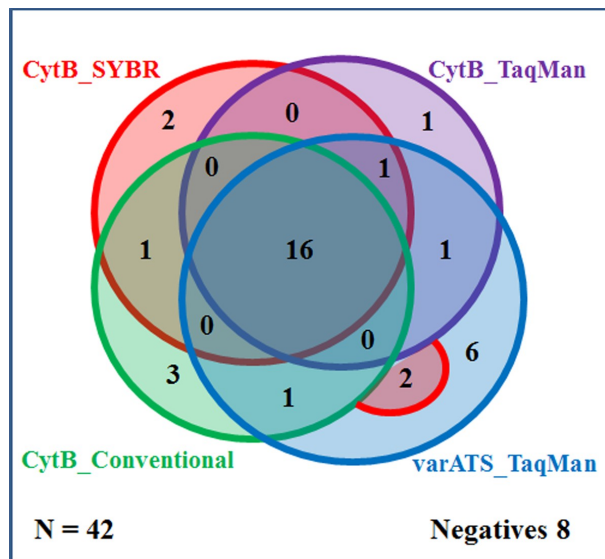 CytB_SYBR
CytB_TaqMan
2
0
1
0
1
1
16
1
0
0
6
3
1
2
CytB_Conventional
varATS_TaqMan
N = 42
Negatives 8